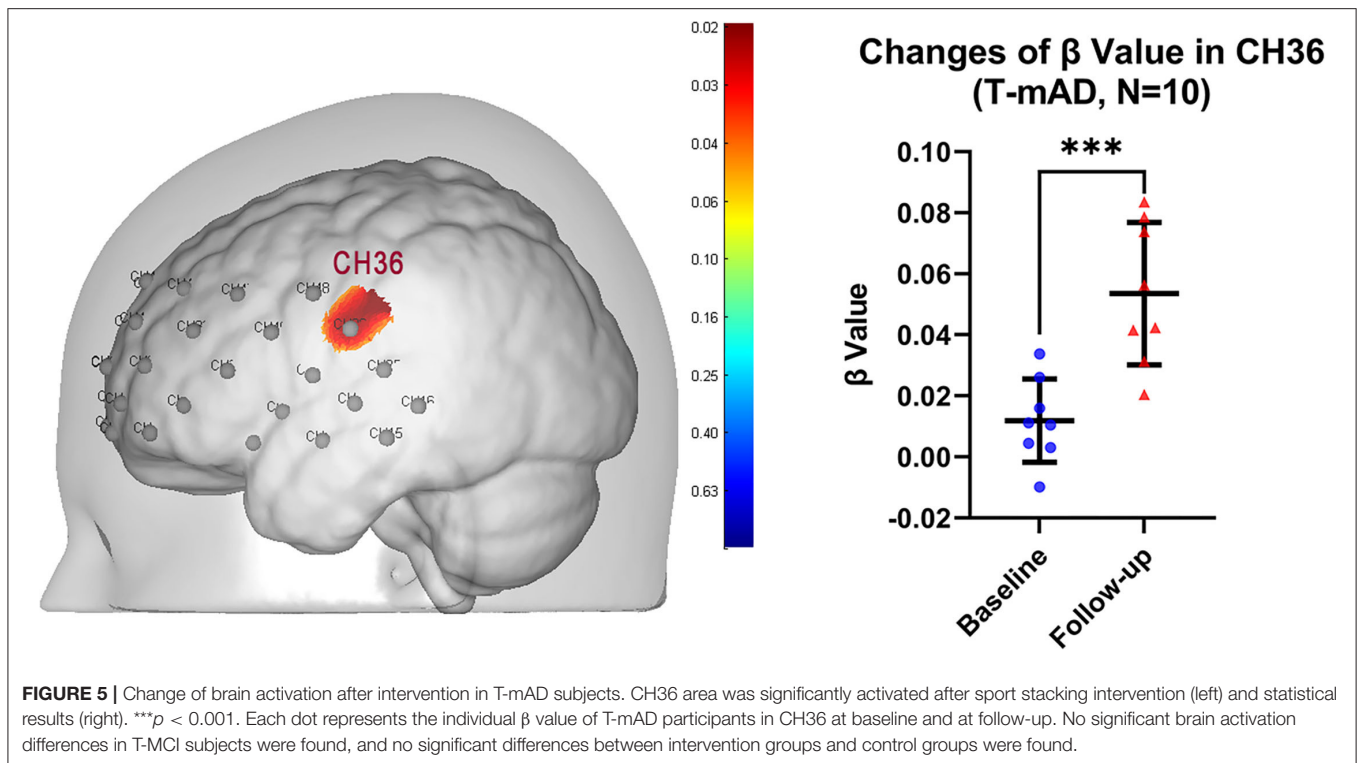 0.02
0.03
0.04
0.06
0.10
0.16
0.25
0.40
0.63
CH36
Changes of β Value in CH36
(T-mAD, N=10)
***
0.10
0.08
0.06
0.04
0.02
0.00
-0.02
β Value
Baseline
Follow-up
FIGURE 5 | Change of brain activation after intervention in T-mAD subjects. CH36 area was significantly activated after sport stacking intervention (left) and statistical
results (right). ***p < 0.001. Each dot represents the individual β value of T-mAD participants in CH36 at baseline and at follow-up. No significant brain activation
differences in T-MCI subjects were found, and no significant differences between intervention groups and control groups were found.